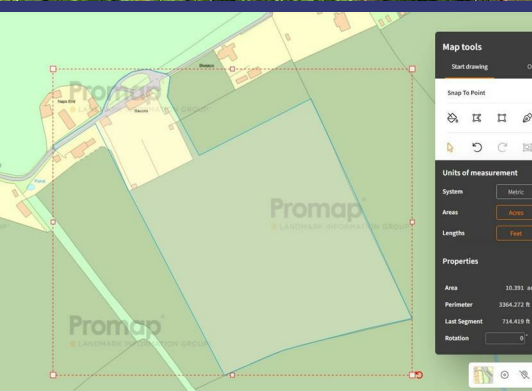 Map tools
Start drawing
O
Snap To Point
Units of measurement
System Metric
Areas Acres
Lengths Feet
Properties
Area 10.391 ac
Perimeter 3364.272 ft
Last Segment 714.419 ft
Rotation 0°
Promap
LANDMARK INFORMATION GROUP
Promap
LANDMARK INFORMATION GROUP
Promap
LANDMARK INFORMATION GROUP
Pond